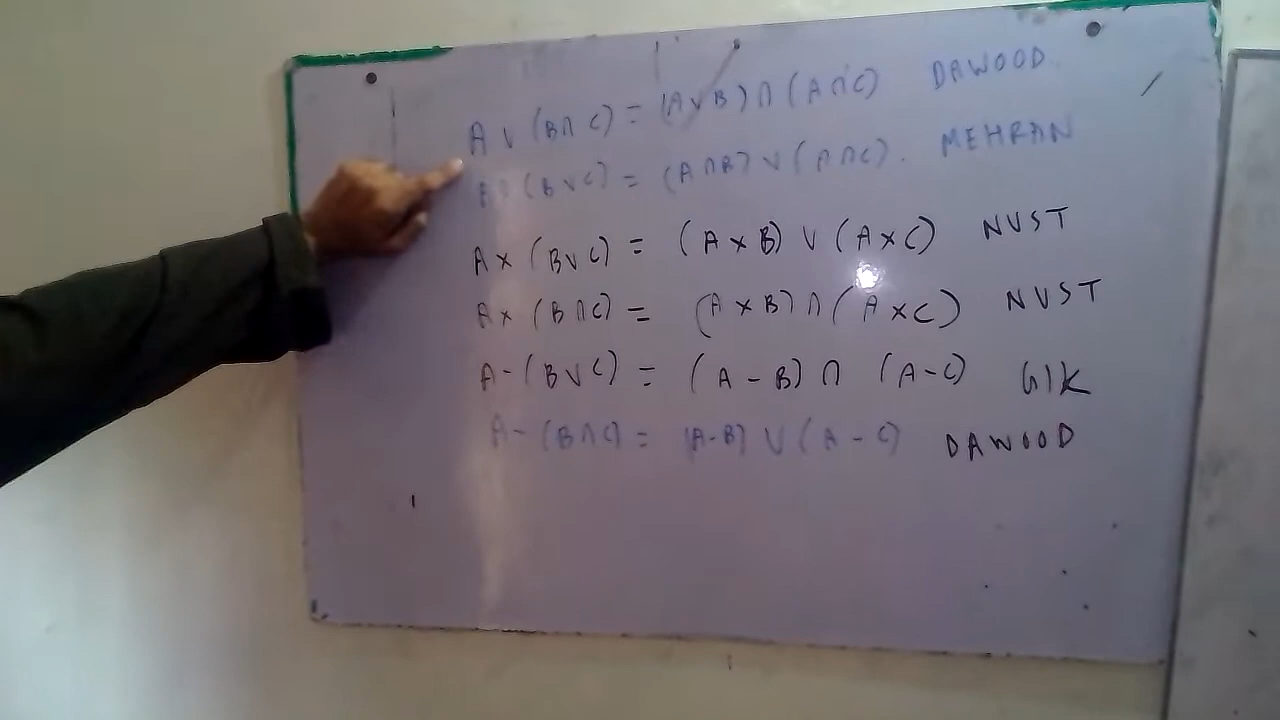 A ∪ (B∩C) = (A∪B) ∩ (A∩C) DAWOOD
(B∪C) = (A∩B) ∪ (A∩C). MEHRAN
A× (B∪C) = (A×B) ∪ (A×C) NUST
A× (B∩C) = (A×B) ∩ (A×C) NUST
A-(B∪C) = (A-B) ∩ (A-C) GIK
A-(B∩C) = (A-B) ∪ (A-C) DAWOOD